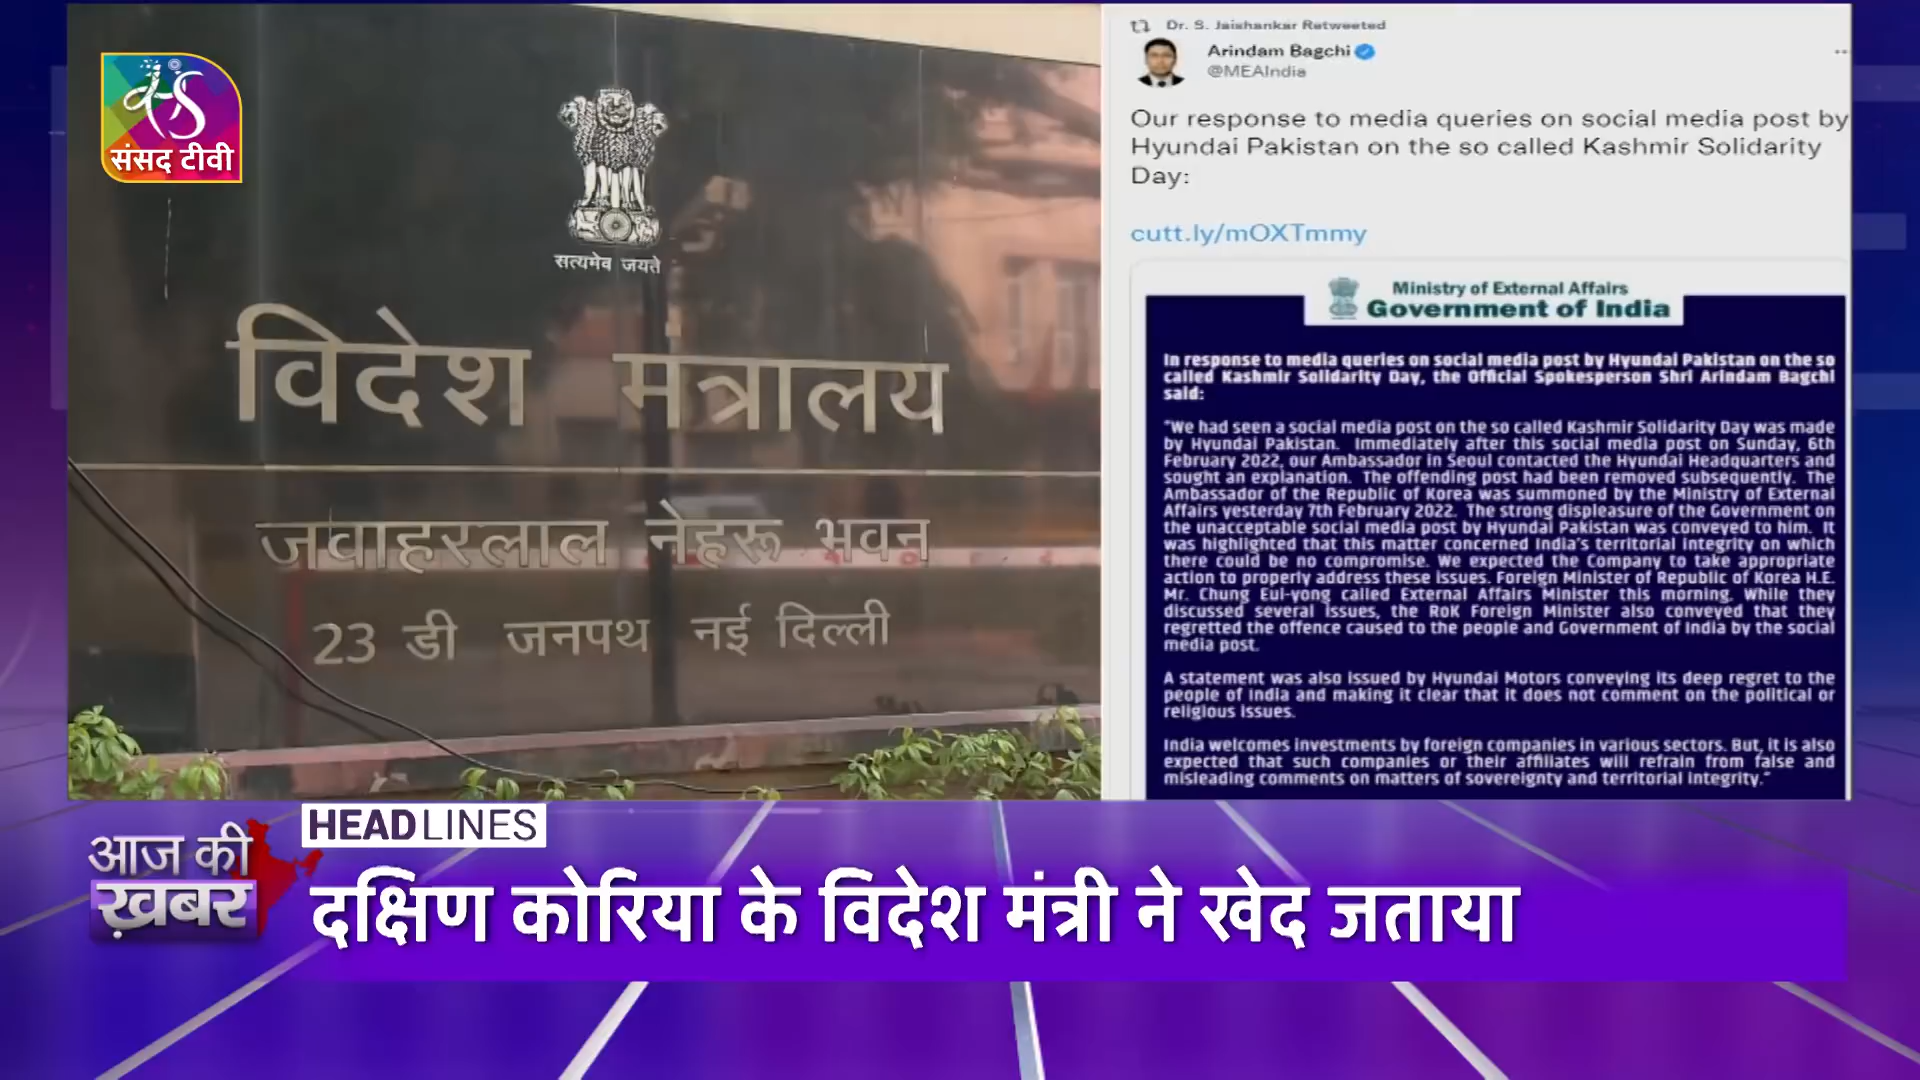 संसद टीवी
सत्यमेव जयते
विदेश मत्रालय
जवाहरलाल नेहरू भवन
23 डी जनपथ नई दिल्ली
Dr. S. Jaishankar Retweeted
Arindam Bagchi
@MEAIndia
Our response to media queries on social media post by
Hyundai Pakistan on the so called Kashmir Solidarity
Day:
cutt.ly/mOXTmmy
Ministry of External Affairs
Government of India
In response to media queries on social media post by Hyundai Pakistan on the so
called Kashmir Solidarity Day, the Official Spokesperson Shri Arindam Bagchi
said:
"We had seen a social media post on the so called Kashmir Solidarity Day was made
by Hyundai Pakistan. Immediately after this social media post on Sunday, 6th
February 2022, our Ambassador in Seoul contacted the Hyundai Headquarters and
sought an explanation. The offending post had been removed subsequently. The
Ambassador of the Republic of Korea was summoned by the Ministry of External
Affairs yesterday 7th February 2022. The strong displeasure of the Government on
the unacceptable social media post by Hyundai Pakistan was conveyed to him. It
was highlighted that this matter concerned India's territorial integrity on which
there could be no compromise. We expected the Company to take appropriate
action to properly address these issues. Foreign Minister of Republic of Korea H.E.
Mr. Chung Eui-yong called External Affairs Minister this morning. While they
discussed several issues, the RoK Foreign Minister also conveyed that they
regretted the offence caused to the people and Government of India by the social
media post.
A statement was also issued by Hyundai Motors conveying its deep regret to the
people of India and making it clear that it does not comment on the political or
religious issues.
India welcomes investments by foreign companies in various sectors. But, it is also
expected that such companies or their affiliates will refrain from false and
misleading comments on matters of sovereignty and territorial integrity."
HEADLINES
आज की
ख़बर
दक्षिण कोरिया के विदेश मंत्री ने खेद जताया